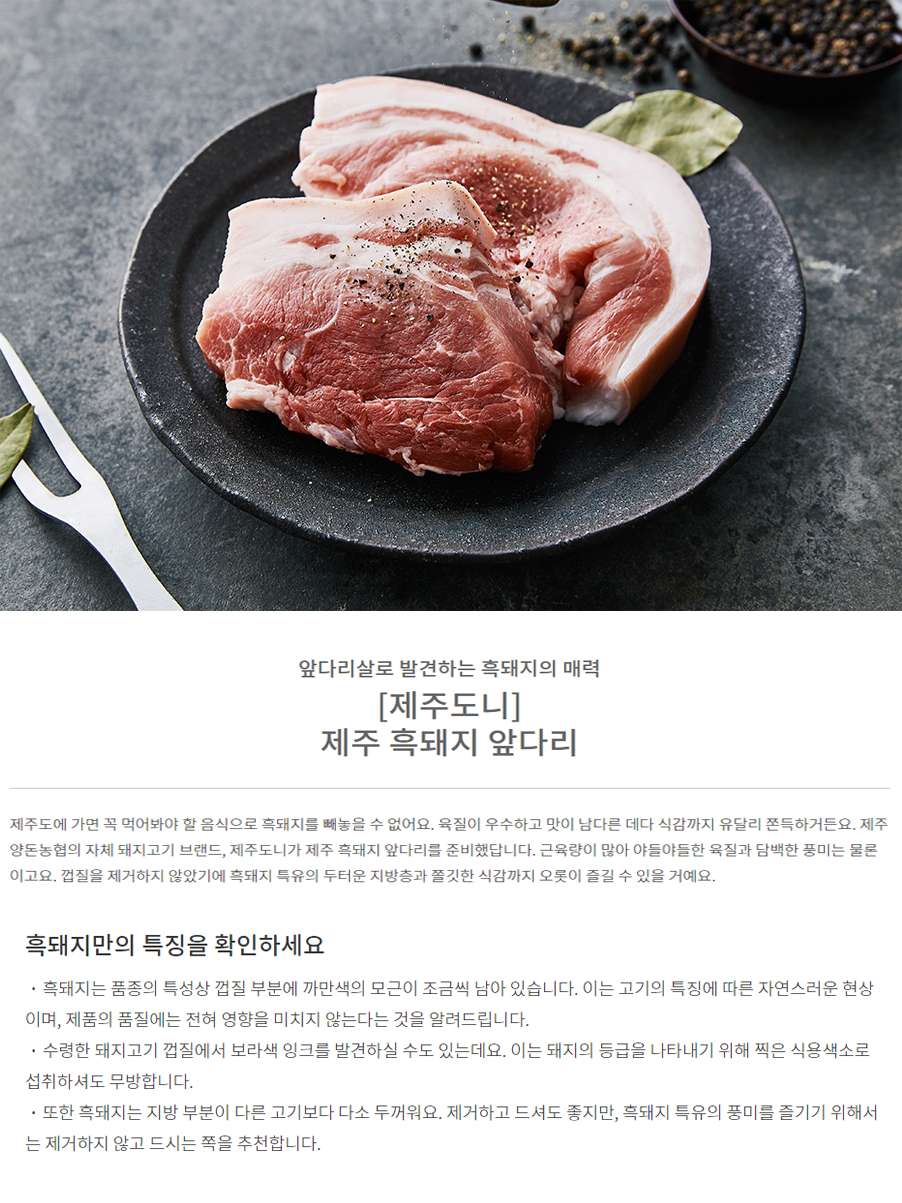 앞다리살로 발견하는 흑돼지의 매력
[제주도니]
제주 흑돼지 앞다리
제주도에 가면 꼭 먹어봐야 할 음식으로 흑돼지를 빼놓을 수 없어요. 육질이 우수하고 맛이 남다른 데다 식감까지 유달리 쫀득하거든요. 제주
양돈농협의 자체 돼지고기 브랜드, 제주도니가 제주 흑돼지 앞다리를 준비했답니다. 근육량이 많아 야들야들한 육질과 담백한 풍미는 물론
이고요. 껍질을 제거하지 않았기에 흑돼지 특유의 두터운 지방층과 쫄깃한 식감까지 오롯이 즐길 수 있을 거예요.
흑돼지만의 특징을 확인하세요
· 흑돼지는 품종의 특성상 껍질 부분에 까만색의 모근이 조금씩 남아 있습니다. 이는 고기의 특징에 따른 자연스러운 현상
이며, 제품의 품질에는 전혀 영향을 미치지 않는다는 것을 알려드립니다.
· 수령한 돼지고기 껍질에서 보라색 잉크를 발견하실 수도 있는데요. 이는 돼지의 등급을 나타내기 위해 찍은 식용색소로
섭취하셔도 무방합니다.
· 또한 흑돼지는 지방 부분이 다른 고기보다 다소 두꺼워요. 제거하고 드셔도 좋지만, 흑돼지 특유의 풍미를 즐기기 위해서
는 제거하지 않고 드시는 쪽을 추천합니다.